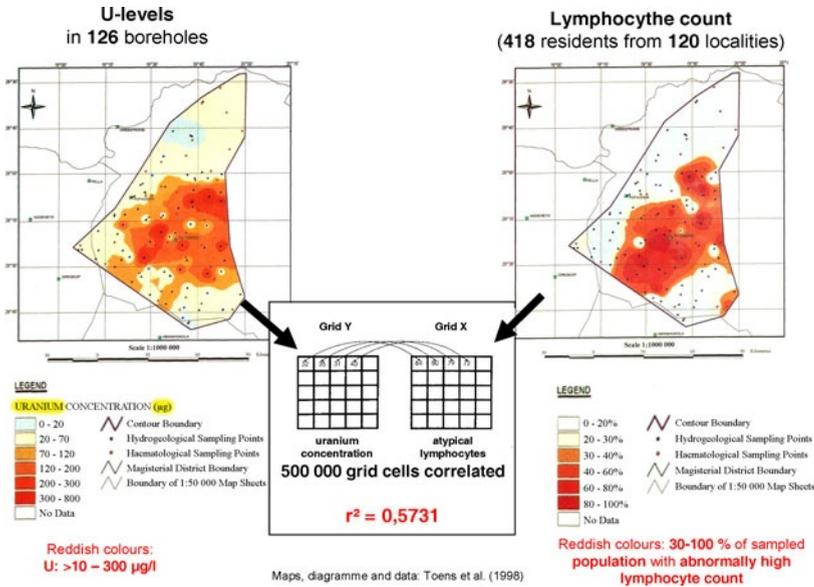 U-levels
in 126 boreholes
Lymphocythe count
(418 residents from 120 localities)
N
N
Scale 1:1000 000
Scale 1:1000 000
Grid Y
Grid X
uranium
concentration
atypical
lymphocytes
500 000 grid cells correlated
r² = 0,5731
LEGEND
URANIUM CONCENTRATION (µg)
0 - 20
20 - 70
70 - 120
120 - 200
200 - 300
300 - 800
No Data
Contour Boundary
Hydrogeological Sampling Points
Haematological Sampling Points
Magisterial District Boundary
Boundary of 1:50 000 Map Sheets
LEGEND
0 - 20%
20 - 30%
30 - 40%
40 - 60%
60 - 80%
80 - 100%
No Data
Contour Boundary
Hydrogeological Sampling Points
Haematological Sampling Points
Magisterial District Boundary
Boundary of 1:50 000 Map Sheets
Reddish colours:
U: >10 – 300 µg/l
Reddish colours: 30-100 % of sampled
population with abnormally high
lymphocyte count
Maps, diagramme and data: Toens et al. (1998)